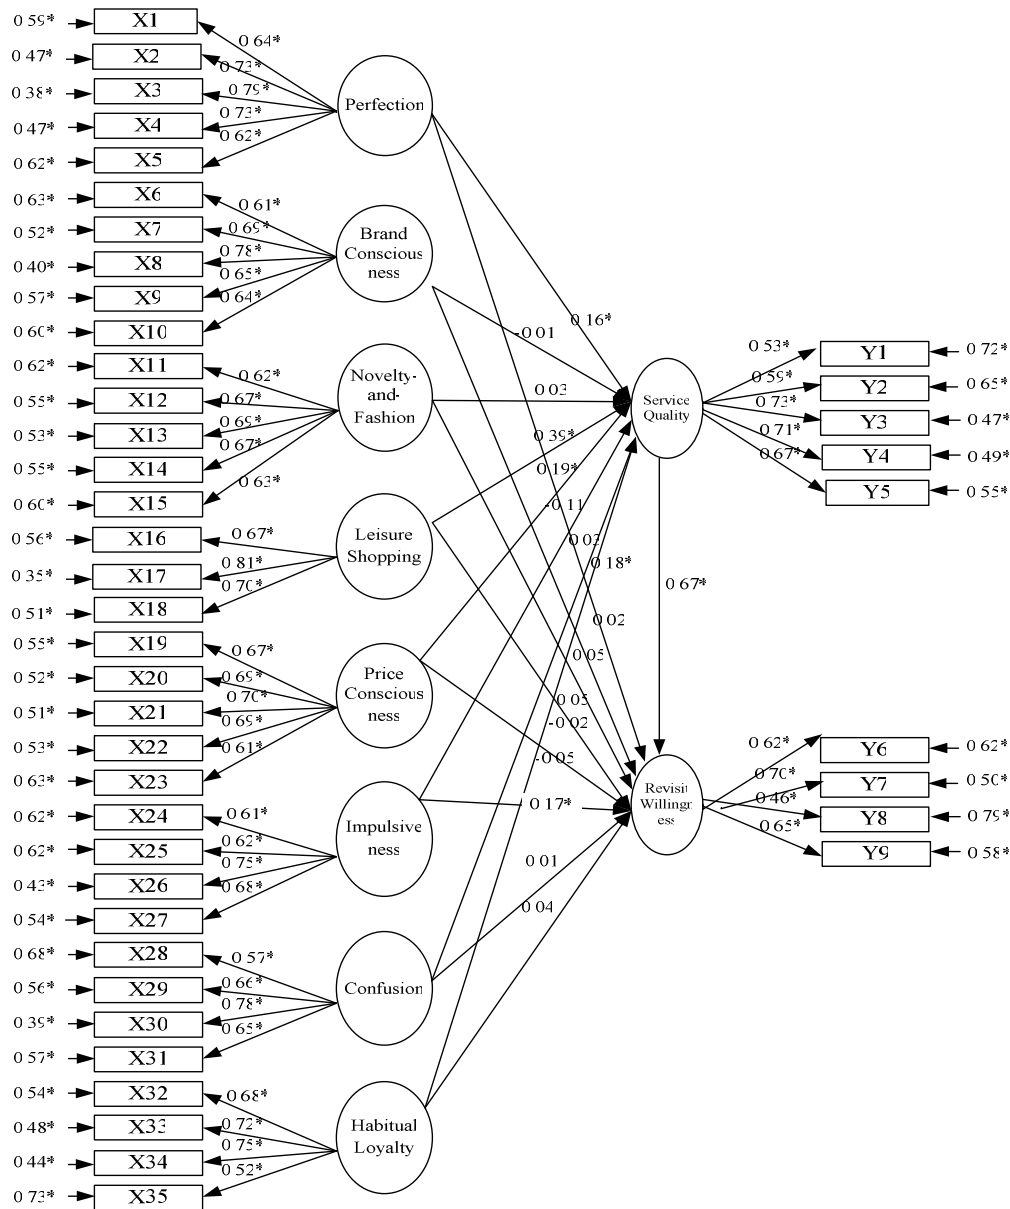 0.59* X1
0.64*
0.47* X2
0.73*
0.38* X3
0.79*
Perfection
0.47* X4
0.73*
0.62* X5
0.62*
0.63* X6
0.61*
0.52* X7
0.69*
Brand
Conscious
ness
0.40* X8
0.78*
0.57* X9
0.65*
0.60* X10
0.64*
0.62* X11
0.62*
0.55* X12
0.67*
Novelty-
and-
Fashion
0.53* X13
0.69*
0.55* X14
0.67*
0.60* X15
0.63*
0.56* X16
0.67*
Leisure
Shopping
0.35* X17
0.81*
0.51* X18
0.70*
0.55* X19
0.67*
0.52* X20
0.69*
Price
Conscious
ness
0.51* X21
0.70*
0.53* X22
0.69*
0.63* X23
0.61*
0.62* X24
0.61*
0.62* X25
0.62*
Impulsive
ness
0.43* X26
0.75*
0.54* X27
0.68*
0.68* X28
0.57*
0.56* X29
0.66*
Confusion
0.39* X30
0.78*
0.57* X31
0.65*
0.54* X32
0.68*
0.48* X33
0.72*
Habitual
Loyalty
0.44* X34
0.75*
0.73* X35
0.52*
0.16*
-0.01
0.03
0.39*
0.19*
-0.11
0.18*
0.67*
0.02
0.05
-0.02
-0.05
0.17*
0.01
0.04
Service
Quality
0.53* Y1 0.72*
0.59* Y2 0.65*
0.73* Y3 0.47*
0.71* Y4 0.49*
0.67* Y5 0.55*
Revisit
Willingn
ess
0.62* Y6 0.62*
0.70* Y7 0.50*
0.46* Y8 0.79*
0.65* Y9 0.58*